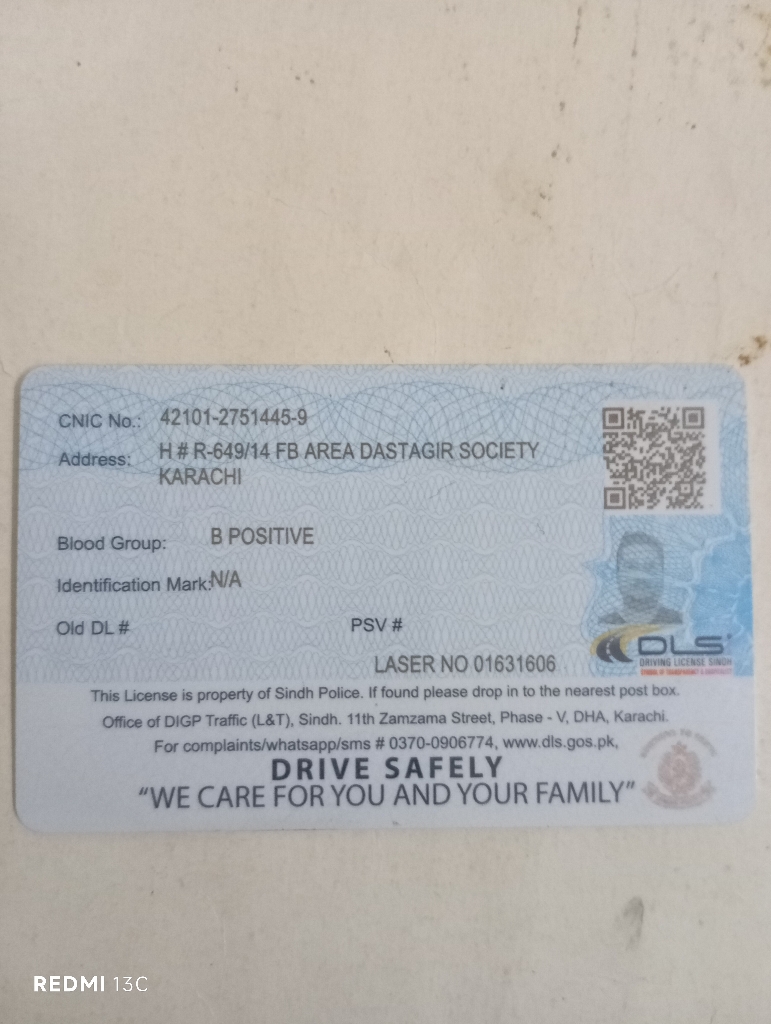 CNIC No.: 42101-2751445-9
Address: H # R-649/14 FB AREA DASTAGIR SOCIETY
KARACHI
Blood Group: B POSITIVE
Identification Mark: N/A
Old DL # PSV #
DLS
DRIVING LICENSE SINDH
LASER NO 01631606
This License is property of Sindh Police. If found please drop in to the nearest post box.
Office of DIGP Traffic (L&T), Sindh. 11th Zamzama Street, Phase - V, DHA, Karachi.
For complaints/whatsapp/sms # 0370-0906774, www.dls.gos.pk,
DRIVE SAFELY
“WE CARE FOR YOU AND YOUR FAMILY”
REDMI 13C